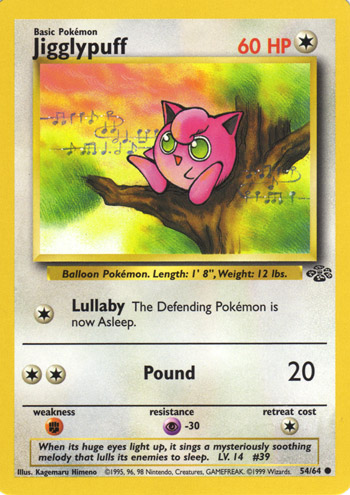 Basic Pokémon
Jigglypuff 60 HP
Balloon Pokémon. Length: 1' 8", Weight: 12 lbs.
Lullaby The Defending Pokémon is
now Asleep.
Pound 20
weakness resistance retreat cost
-30
When its huge eyes light up, it sings a mysteriously soothing
melody that lulls its enemies to sleep. LV. 14 #39
Illus. Kagemaru Himeno ©1995, 96, 98 Nintendo, Creatures, GAMEFREAK. ©1999 Wizards. 54/64